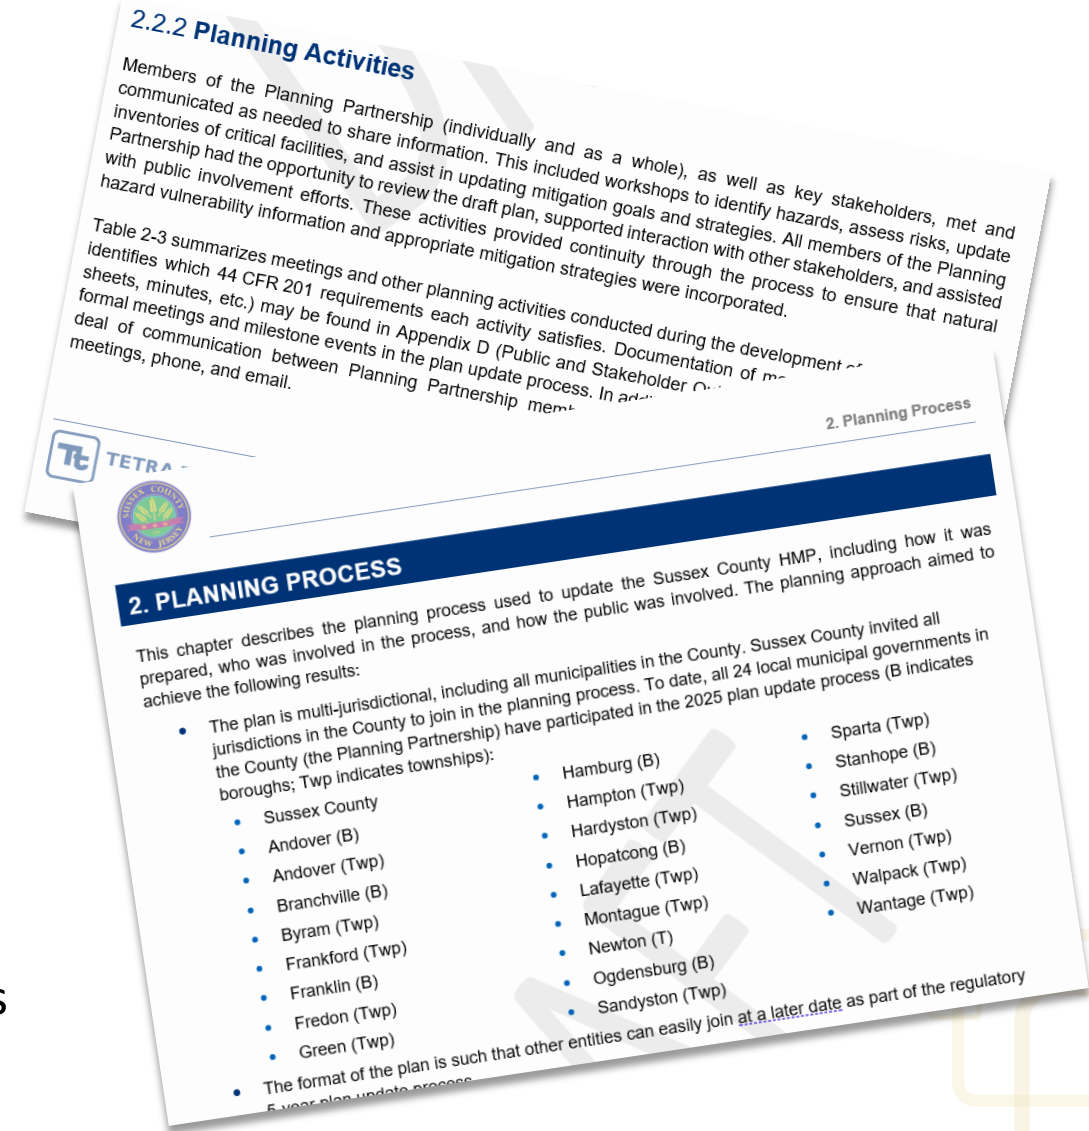 2.2.2 Planning Activities
Members of the Planning Partnership (individually and as a whole), as well as key stakeholders, met and
communicated as needed to share information. This included workshops to identify hazards, assess risks, update
inventories of critical facilities, and assist in updating mitigation goals and strategies. All members of the Planning
Partnership had the opportunity to review the draft plan, supported interaction with other stakeholders, and assisted
with public involvement efforts. These activities provided continuity through the process to ensure that natural
hazard vulnerability information and appropriate mitigation strategies were incorporated.
Table 2-3 summarizes meetings and other planning activities conducted during the development of
identifies which 44 CFR 201 requirements each activity satisfies. Documentation of
sheets, minutes, etc.) may be found in Appendix D (Public and Stakeholder
formal meetings and milestone events in the plan update process. In
deal of communication between Planning Partnership
meetings, phone, and email.
Tt TETRA
2. Planning Process
SUSSEX COUNTY
NEW JERSEY
2. PLANNING PROCESS
This chapter describes the planning process used to update the Sussex County HMP, including how it was
prepared, who was involved in the process, and how the public was involved. The planning approach aimed to
achieve the following results:
• The plan is multi-jurisdictional, including all municipalities in the County. Sussex County invited all
jurisdictions in the County to join in the planning process. To date, all 24 local municipal governments in
the County (the Planning Partnership) have participated in the 2025 plan update process (B indicates
boroughs; Twp indicates townships):
• Sussex County
• Andover (B)
• Andover (Twp)
• Branchville (B)
• Byram (Twp)
• Frankford (Twp)
• Franklin (B)
• Fredon (Twp)
• Green (Twp)
• Hamburg (B)
• Hampton (Twp)
• Hardyston (Twp)
• Hopatcong (B)
• Lafayette (Twp)
• Montague (Twp)
• Newton (T)
• Ogdensburg (B)
• Sandyston (Twp)
• Sparta (Twp)
• Stanhope (B)
• Stillwater (Twp)
• Sussex (B)
• Vernon (Twp)
• Walpack (Twp)
• Wantage (Twp)
• The format of the plan is such that other entities can easily join at a later date as part of the regulatory
5-year plan update process
s